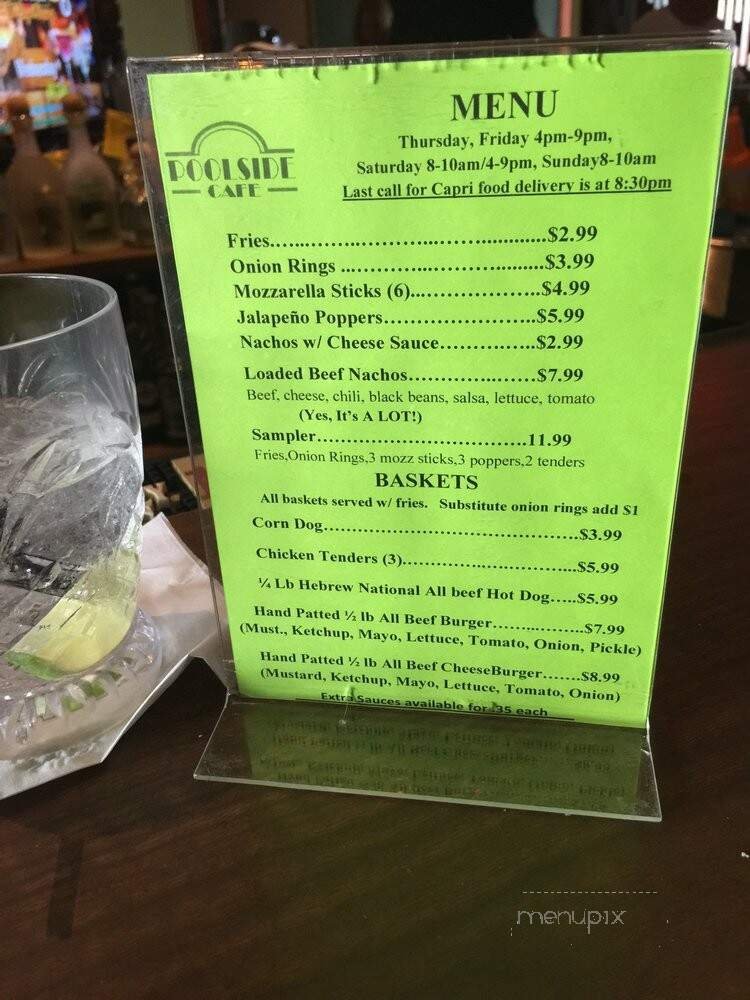 MENU
POOLSIDE
CAFE
Thursday, Friday 4pm-9pm,
Saturday 8-10am/4-9pm, Sunday8-10am
Last call for Capri food delivery is at 8:30pm
Fries..................................................$2.99
Onion Rings ........................................$3.99
Mozzarella Sticks (6)...........................$4.99
Jalapeño Poppers................................$5.99
Nachos w/ Cheese Sauce.....................$2.99
Loaded Beef Nachos...........................$7.99
Beef, cheese, chili, black beans, salsa, lettuce, tomato
(Yes, It's A LOT!)
Sampler............................................11.99
Fries,Onion Rings,3 mozz sticks,3 poppers,2 tenders
BASKETS
All baskets served w/ fries. Substitute onion rings add $1
Corn Dog...........................................$3.99
Chicken Tenders (3)............................$5.99
¼ Lb Hebrew National All beef Hot Dog.....$5.99
Hand Patted ½ lb All Beef Burger...............$7.99
(Must., Ketchup, Mayo, Lettuce, Tomato, Onion, Pickle)
Hand Patted ½ lb All Beef CheeseBurger.......$8.99
(Mustard, Ketchup, Mayo, Lettuce, Tomato, Onion)
Extra Sauces available for .35 each
menupix